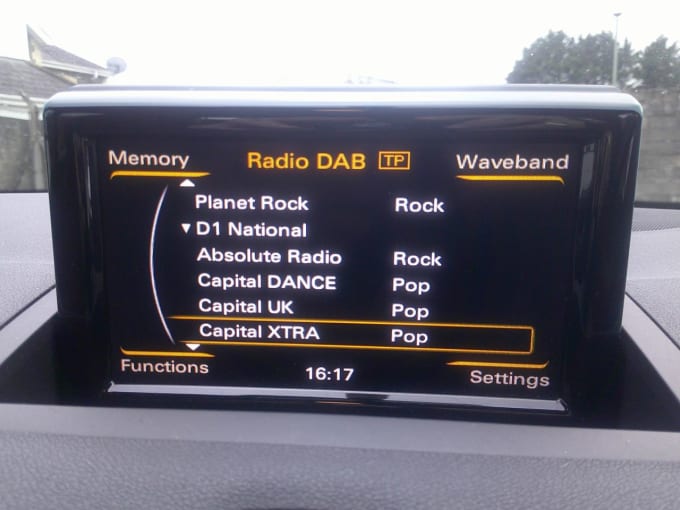 Memory Radio DAB TP Waveband
Planet Rock Rock
▼ D1 National
Absolute Radio Rock
Capital DANCE Pop
Capital UK Pop
Capital XTRA Pop
Functions 16:17 Settings